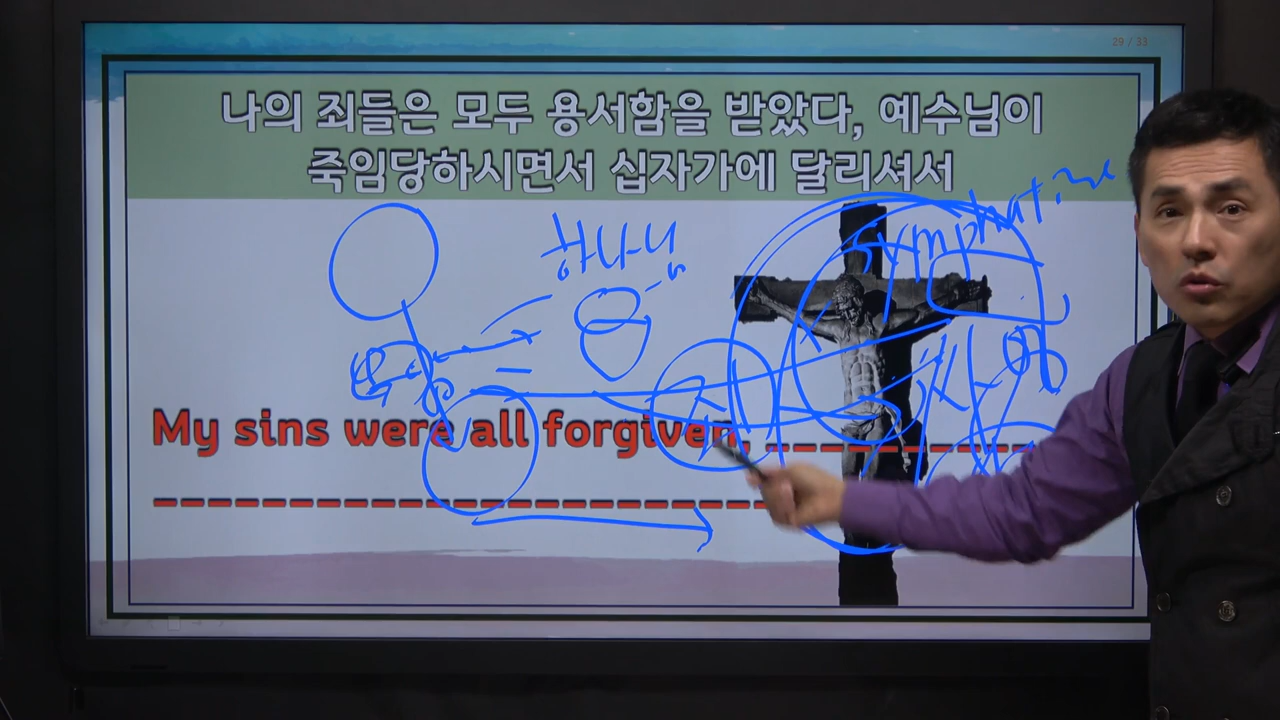 29 / 33
나의 죄들은 모두 용서함을 받았다, 예수님이
죽임당하시면서 십자가에 달리셔서
하나님
My sins were all forgiven, _ _ _ _ _ _ _ _ _ _ _
_ _ _ _ _ _ _ _ _ _ _ _ _ _ _ _ _ _ _ _ _ _